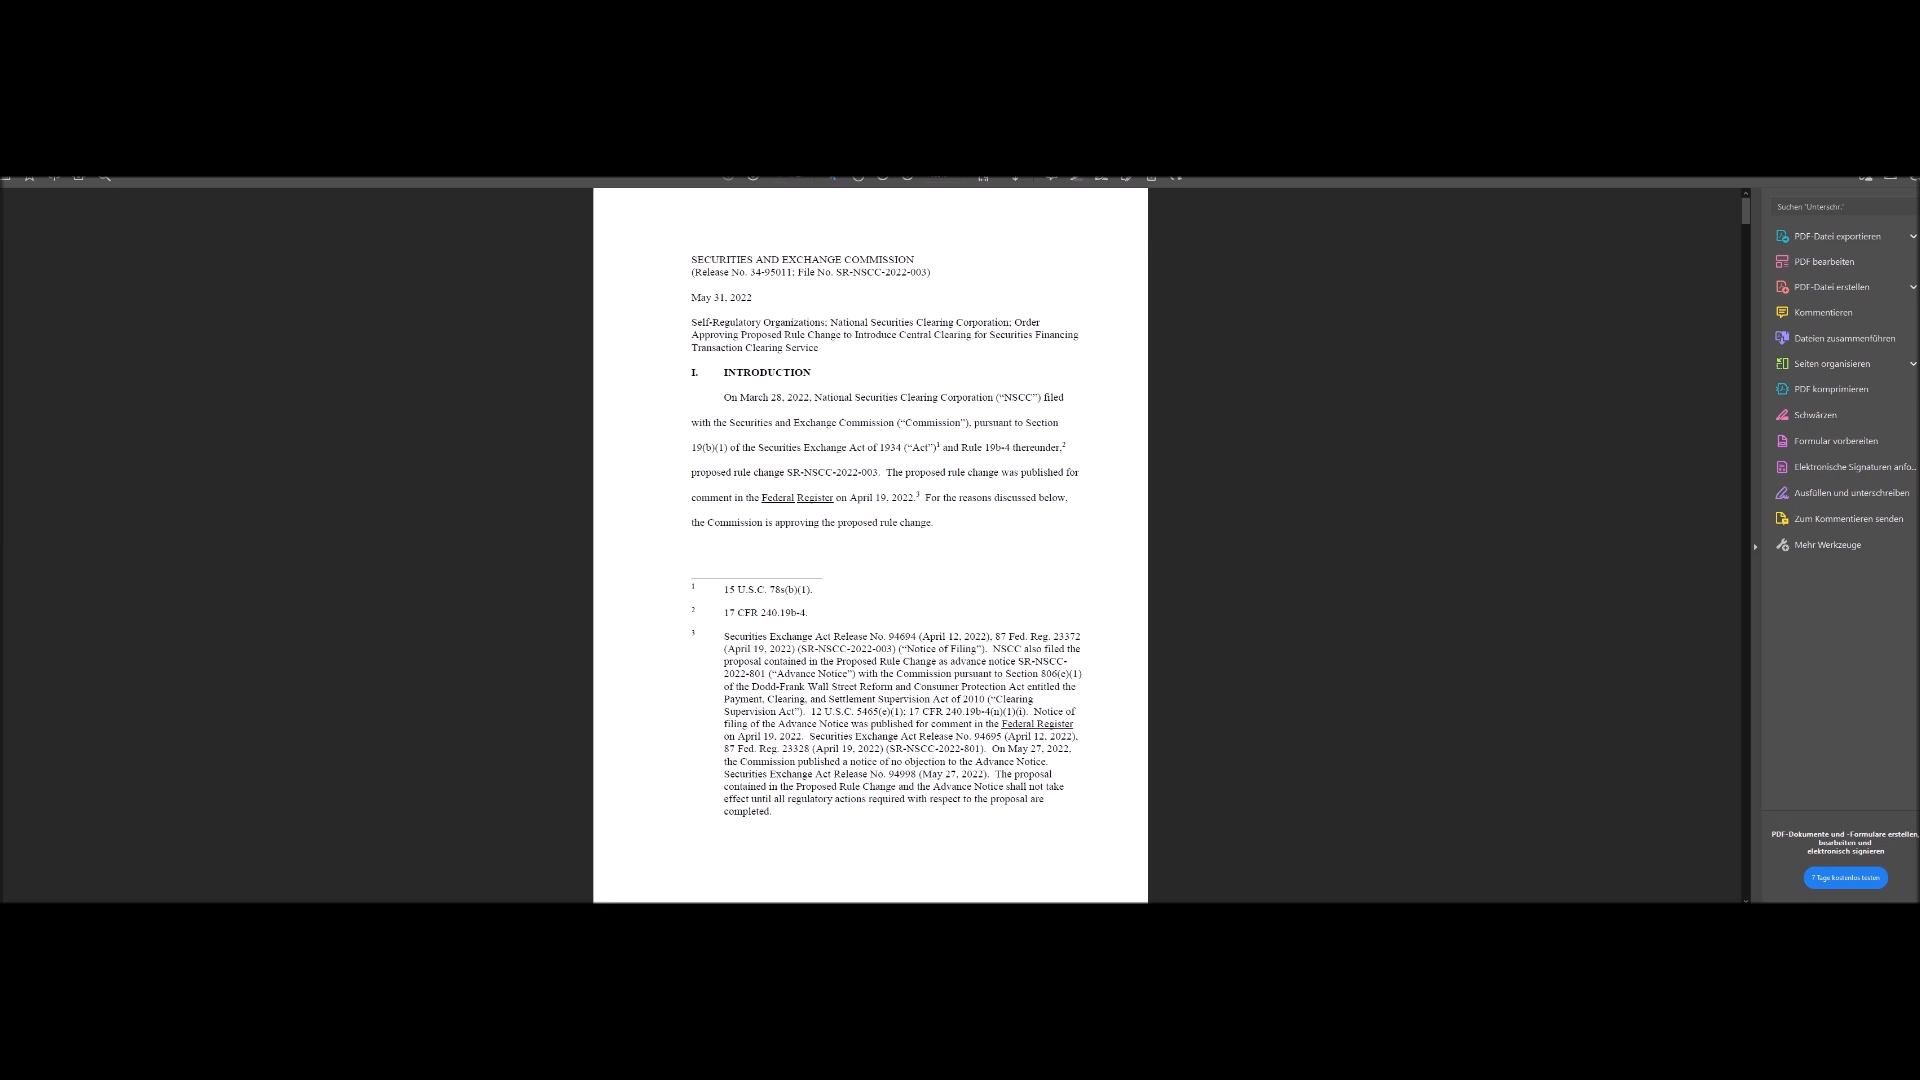 SECURITIES AND EXCHANGE COMMISSION
(Release No. 34-95011; File No. SR-NSCC-2022-003)
May 31, 2022
Self-Regulatory Organizations; National Securities Clearing Corporation; Order
Approving Proposed Rule Change to Introduce Central Clearing for Securities Financing
Transaction Clearing Service
I. INTRODUCTION
On March 28, 2022, National Securities Clearing Corporation (“NSCC”) filed
with the Securities and Exchange Commission (“Commission”), pursuant to Section
19(b)(1) of the Securities Exchange Act of 1934 (“Act”)1 and Rule 19b-4 thereunder,2
proposed rule change SR-NSCC-2022-003. The proposed rule change was published for
comment in the Federal Register on April 19, 2022.3 For the reasons discussed below,
the Commission is approving the proposed rule change.
1 15 U.S.C. 78s(b)(1).
2 17 CFR 240.19b-4.
3 Securities Exchange Act Release No. 94694 (April 12, 2022), 87 Fed. Reg. 23372
(April 19, 2022) (SR-NSCC-2022-003) (“Notice of Filing”). NSCC also filed the
proposal contained in the Proposed Rule Change as advance notice SR-NSCC-
2022-801 (“Advance Notice”) with the Commission pursuant to Section 806(e)(1)
of the Dodd-Frank Wall Street Reform and Consumer Protection Act entitled the
Payment, Clearing, and Settlement Supervision Act of 2010 (“Clearing
Supervision Act”). 12 U.S.C. 5465(e)(1); 17 CFR 240.19b-4(n)(1)(i). Notice of
filing of the Advance Notice was published for comment in the Federal Register
on April 19, 2022. Securities Exchange Act Release No. 94695 (April 12, 2022),
87 Fed. Reg. 23328 (April 19, 2022) (SR-NSCC-2022-801). On May 27, 2022,
the Commission published a notice of no objection to the Advance Notice.
Securities Exchange Act Release No. 94998 (May 27, 2022). The proposal
contained in the Proposed Rule Change and the Advance Notice shall not take
effect until all regulatory actions required with respect to the proposal are
completed.
Suchen 'Unterschr.'
PDF-Datei exportieren
PDF bearbeiten
PDF-Datei erstellen
Kommentieren
Dateien zusammenführen
Seiten organisieren
PDF komprimieren
Schwärzen
Formular vorbereiten
Elektronische Signaturen anfo...
Ausfüllen und unterschreiben
Zum Kommentieren senden
Mehr Werkzeuge
PDF-Dokumente und -Formulare erstellen,
bearbeiten und
elektronisch signieren
7 Tage kostenlos testen